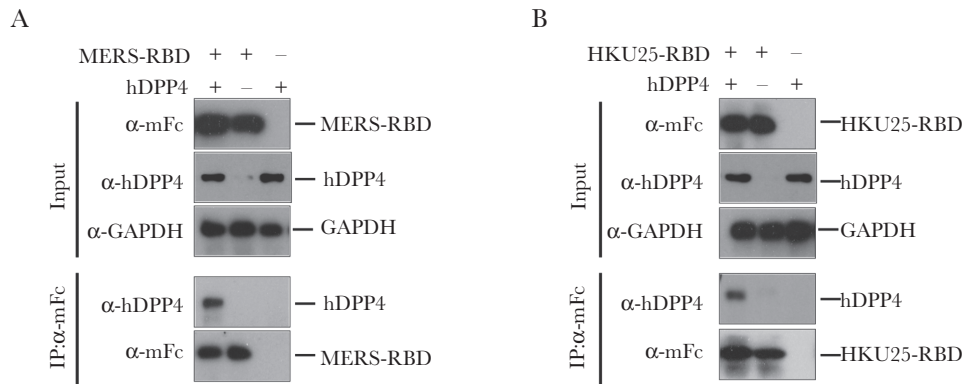 A
MERS-RBD + + –
hDPP4 + – +
Input
α-mFc MERS-RBD
α-hDPP4 hDPP4
α-GAPDH GAPDH
IP:α-mFc
α-hDPP4 hDPP4
α-mFc MERS-RBD
B
HKU25-RBD + + –
hDPP4 + – +
Input
α-mFc HKU25-RBD
α-hDPP4 hDPP4
α-GAPDH GAPDH
IP:α-mFc
α-hDPP4 hDPP4
α-mFc HKU25-RBD